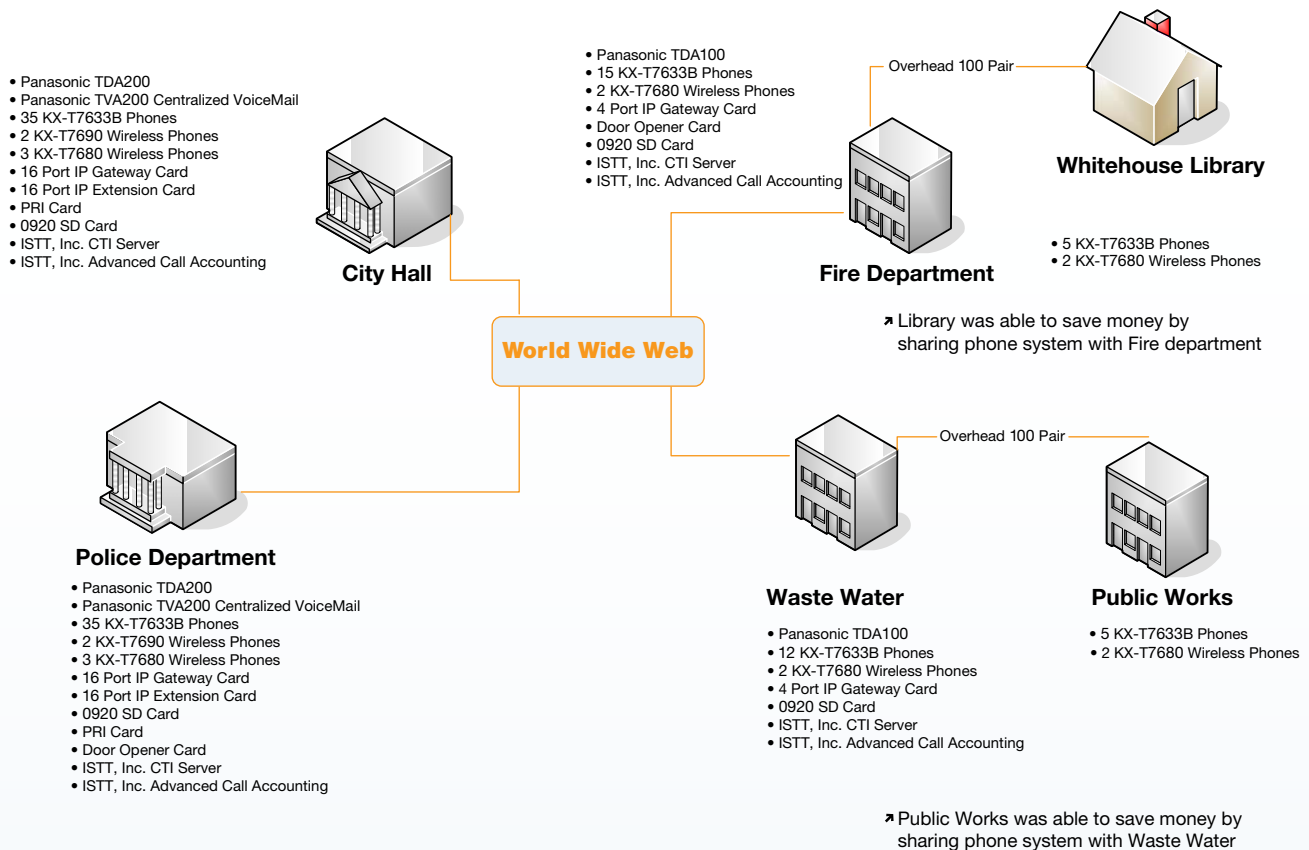 • Panasonic TDA200
• Panasonic TVA200 Centralized VoiceMail
• 35 KX-T7633B Phones
• 2 KX-T7690 Wireless Phones
• 3 KX-T7680 Wireless Phones
• 16 Port IP Gateway Card
• 16 Port IP Extension Card
• PRI Card
• 0920 SD Card
• ISTT, Inc. CTI Server
• ISTT, Inc. Advanced Call Accounting
City Hall
• Panasonic TDA100
• 15 KX-T7633B Phones
• 2 KX-T7680 Wireless Phones
• 4 Port IP Gateway Card
• Door Opener Card
• 0920 SD Card
• ISTT, Inc. CTI Server
• ISTT, Inc. Advanced Call Accounting
Fire Department
Overhead 100 Pair
Whitehouse Library
• 5 KX-T7633B Phones
• 2 KX-T7680 Wireless Phones
Library was able to save money by
sharing phone system with Fire department
World Wide Web
Police Department
• Panasonic TDA200
• Panasonic TVA200 Centralized VoiceMail
• 35 KX-T7633B Phones
• 2 KX-T7690 Wireless Phones
• 3 KX-T7680 Wireless Phones
• 16 Port IP Gateway Card
• 16 Port IP Extension Card
• 0920 SD Card
• PRI Card
• Door Opener Card
• ISTT, Inc. CTI Server
• ISTT, Inc. Advanced Call Accounting
Overhead 100 Pair
Waste Water
• Panasonic TDA100
• 12 KX-T7633B Phones
• 2 KX-T7680 Wireless Phones
• 4 Port IP Gateway Card
• 0920 SD Card
• ISTT, Inc. CTI Server
• ISTT, Inc. Advanced Call Accounting
Public Works
• 5 KX-T7633B Phones
• 2 KX-T7680 Wireless Phones
Public Works was able to save money by
sharing phone system with Waste Water